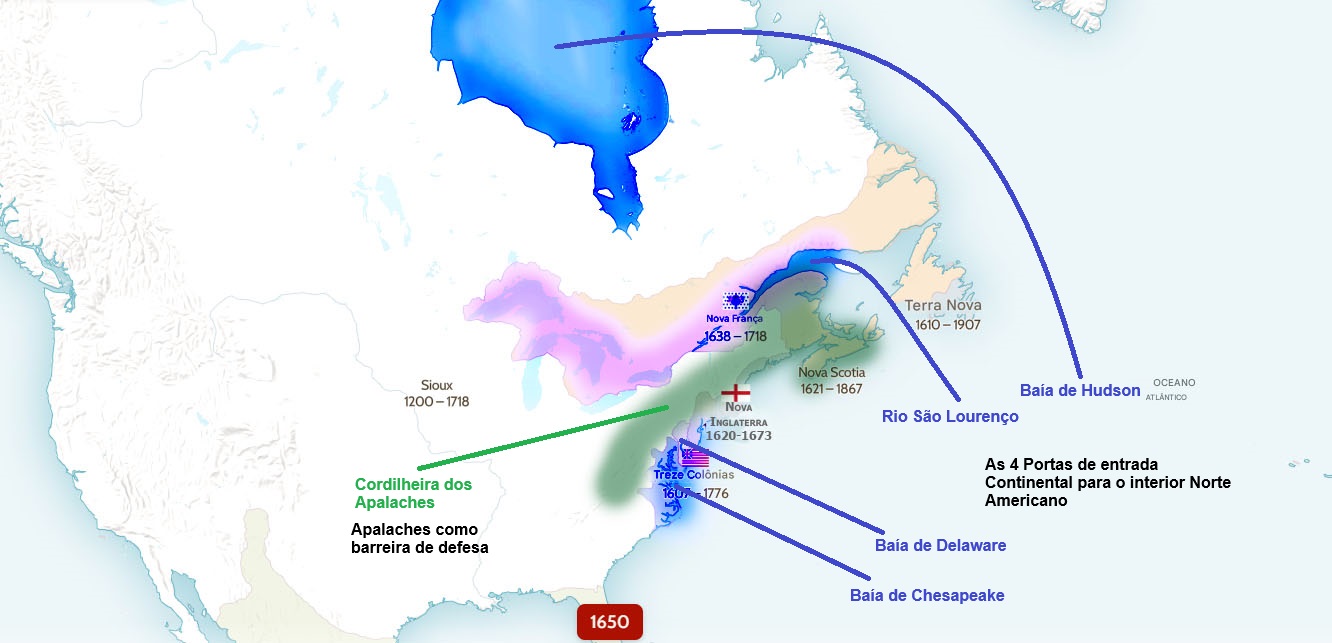 Terra Nova
1610 – 1907
Nova França
1638 – 1718
Nova Scotia
1621 – 1867
Sioux
1200 – 1718
Baía de Hudson
OCEANO
ATLÂNTICO
Rio São Lourenço
Nova
Inglaterra
1620-1673
As 4 Portas de entrada
Continental para o interior Norte
Americano
Treze Colônias
1607 – 1776
Cordilheira dos
Apalaches
Apalaches como
barreira de defesa
Baía de Delaware
Baía de Chesapeake
1650